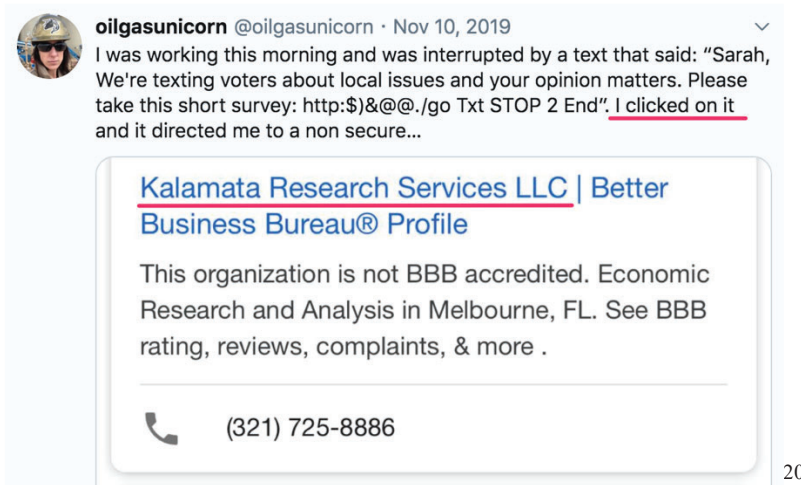 oilgasunicorn @oilgasunicorn · Nov 10, 2019
I was working this morning and was interrupted by a text that said: “Sarah,
We're texting voters about local issues and your opinion matters. Please
take this short survey: http:$)&@@./go Txt STOP 2 End”. I clicked on it
and it directed me to a non secure...
Kalamata Research Services LLC | Better
Business Bureau® Profile
This organization is not BBB accredited. Economic
Research and Analysis in Melbourne, FL. See BBB
rating, reviews, complaints, & more .
(321) 725-8886
20